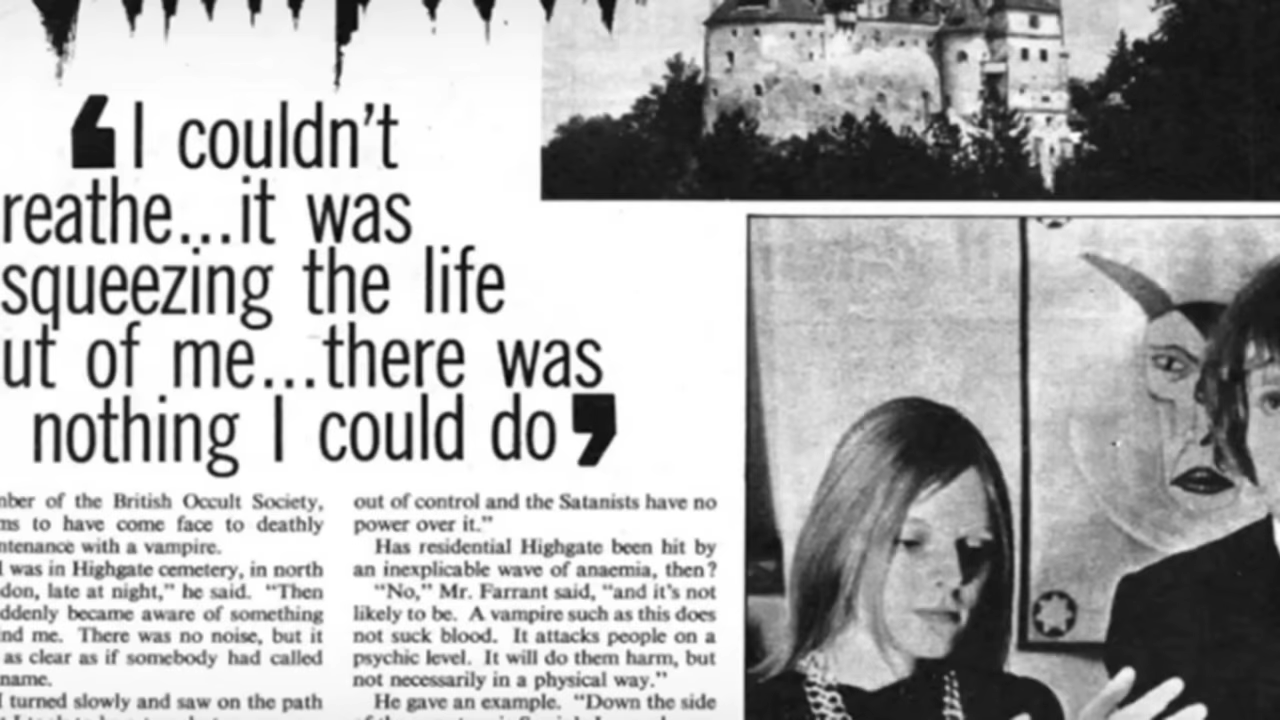 ‘I couldn't
reathe...it was
squeezing the life
ut of me...there was
nothing I could do’
nber of the British Occult Society,
ms to have come face to deathly
ntenance with a vampire.
I was in Highgate cemetery, in north
don, late at night,” he said. “Then
ddenly became aware of something
ind me. There was no noise, but it
as clear as if somebody had called
name.
I turned slowly and saw on the path
out of control and the Satanists have no
power over it.”
Has residential Highgate been hit by
an inexplicable wave of anaemia, then?
“No,” Mr. Farrant said, “and it's not
likely to be. A vampire such as this does
not suck blood. It attacks people on a
psychic level. It will do them harm, but
not necessarily in a physical way.”
He gave an example. “Down the side